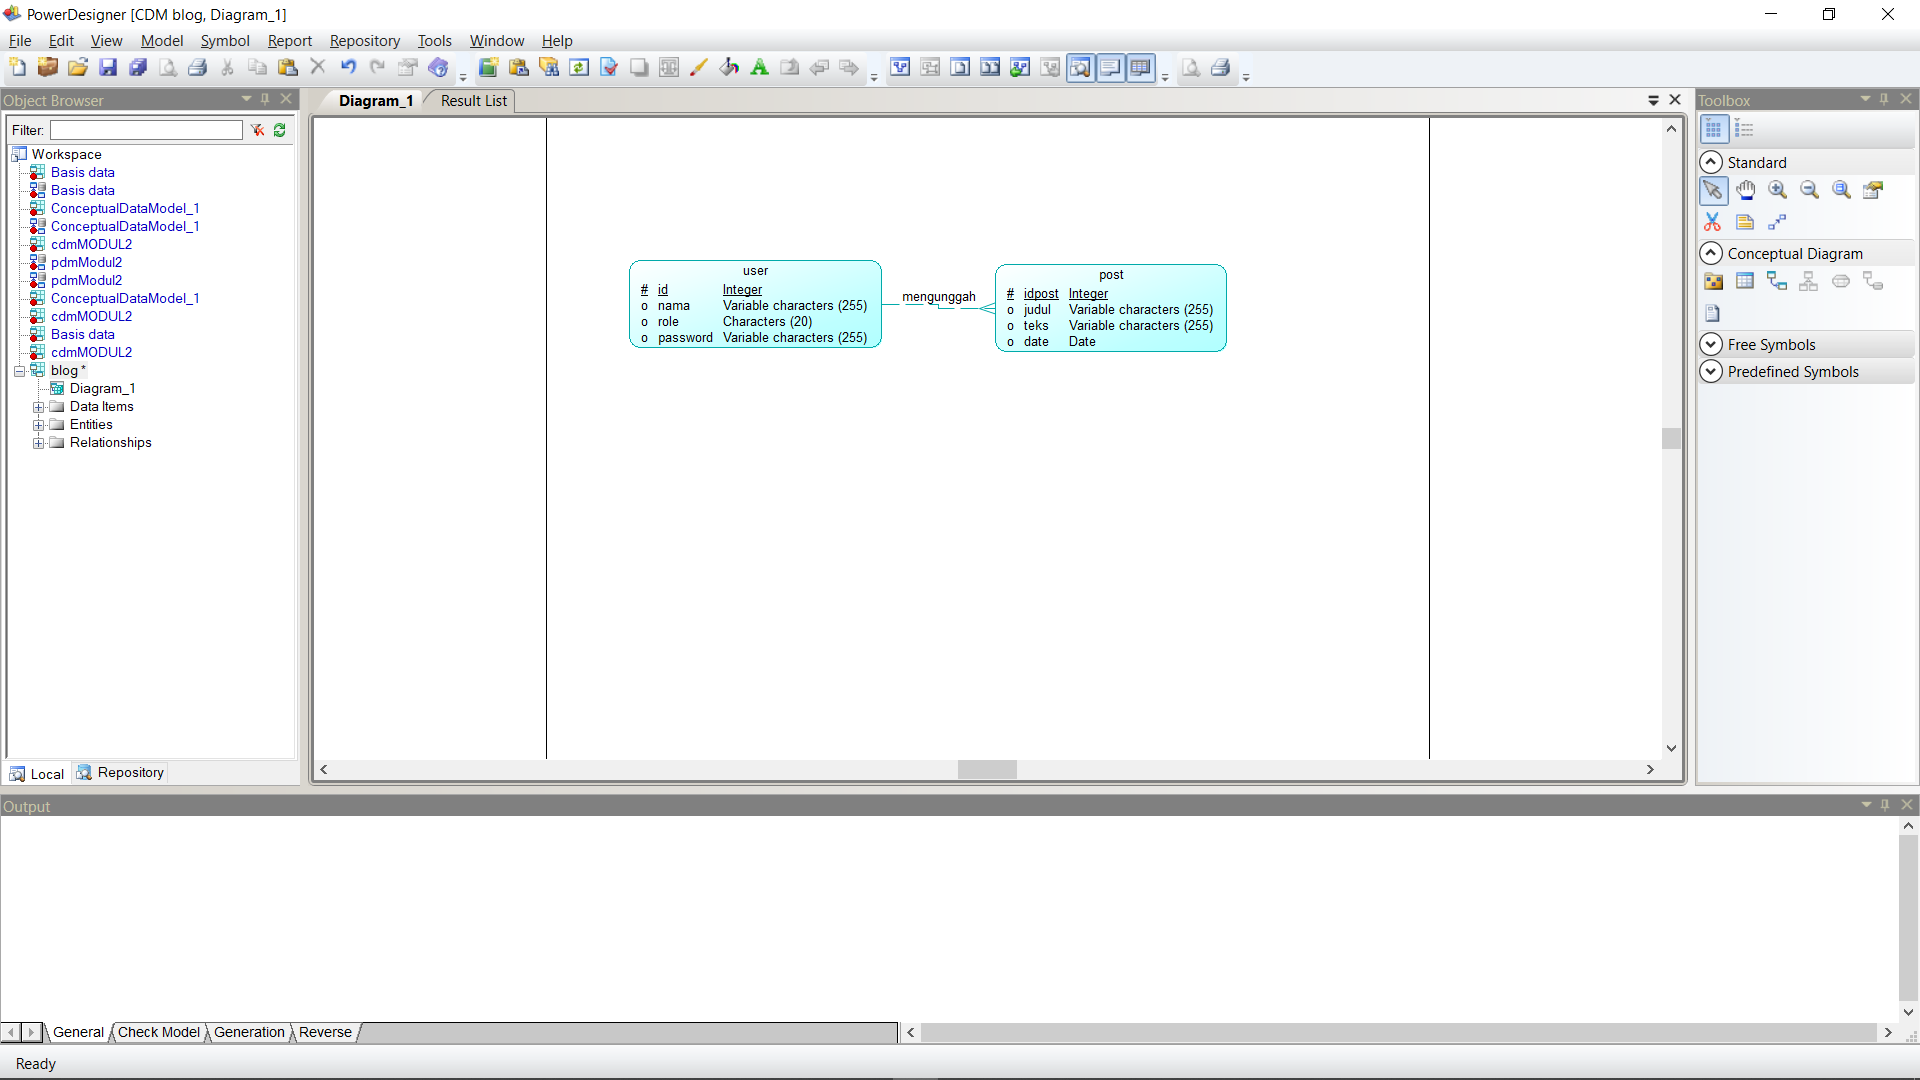 PowerDesigner [CDM blog, Diagram_1]
File Edit View Model Symbol Report Repository Tools Window Help
Object Browser
Filter:
Workspace
Basis data
Basis data
ConceptualDataModel_1
ConceptualDataModel_1
cdmMODUL2
pdmModul2
pdmModul2
ConceptualDataModel_1
cdmMODUL2
Basis data
cdmMODUL2
blog *
Diagram_1
Data Items
Entities
Relationships
Local Repository
Diagram_1 Result List
user
# id Integer
o nama Variable characters (255)
o role Characters (20)
o password Variable characters (255)
mengunggah
post
# idpost Integer
o judul Variable characters (255)
o teks Variable characters (255)
o date Date
Toolbox
Standard
Conceptual Diagram
Free Symbols
Predefined Symbols
Output
General Check Model Generation Reverse
Ready